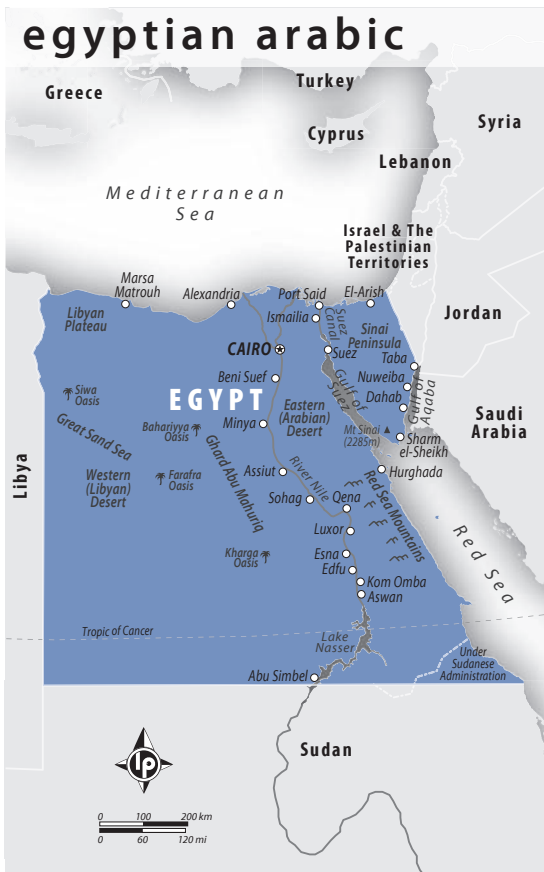 egyptian arabic
Turkey
Greece
Syria
Cyprus
Lebanon
Mediterranean
Sea
Israel & The
Palestinian
Territories
Marsa
Matrouh
Alexandria
Port Said
El-Arish
Libyan
Plateau
Ismailia
Suez
Canal
Sinai
Peninsula
Jordan
CAIRO
Suez
Taba
Beni Suef
Nuweiba
Siwa
Oasis
EGYPT
Gulf of
Suez
Dahab
Gulf of
Aqaba
Saudi
Arabia
Great Sand Sea
Bahariyya
Oasis
Minya
Eastern
(Arabian)
Desert
Mt Sinai
(2285m)
Sharm
el-Sheikh
Libya
Western
(Libyan)
Desert
Farafra
Oasis
Ghard Abu Mahuriq
Assiut
River Nile
Hurghada
Sohag
Qena
Red Sea Mountains
Luxor
Red Sea
Kharga
Oasis
Esna
Edfu
Kom Omba
Aswan
Tropic of Cancer
Lake
Nasser
Under
Sudanese
Administration
Abu Simbel
Sudan
lp
0 100 200 km
0 60 120 mi